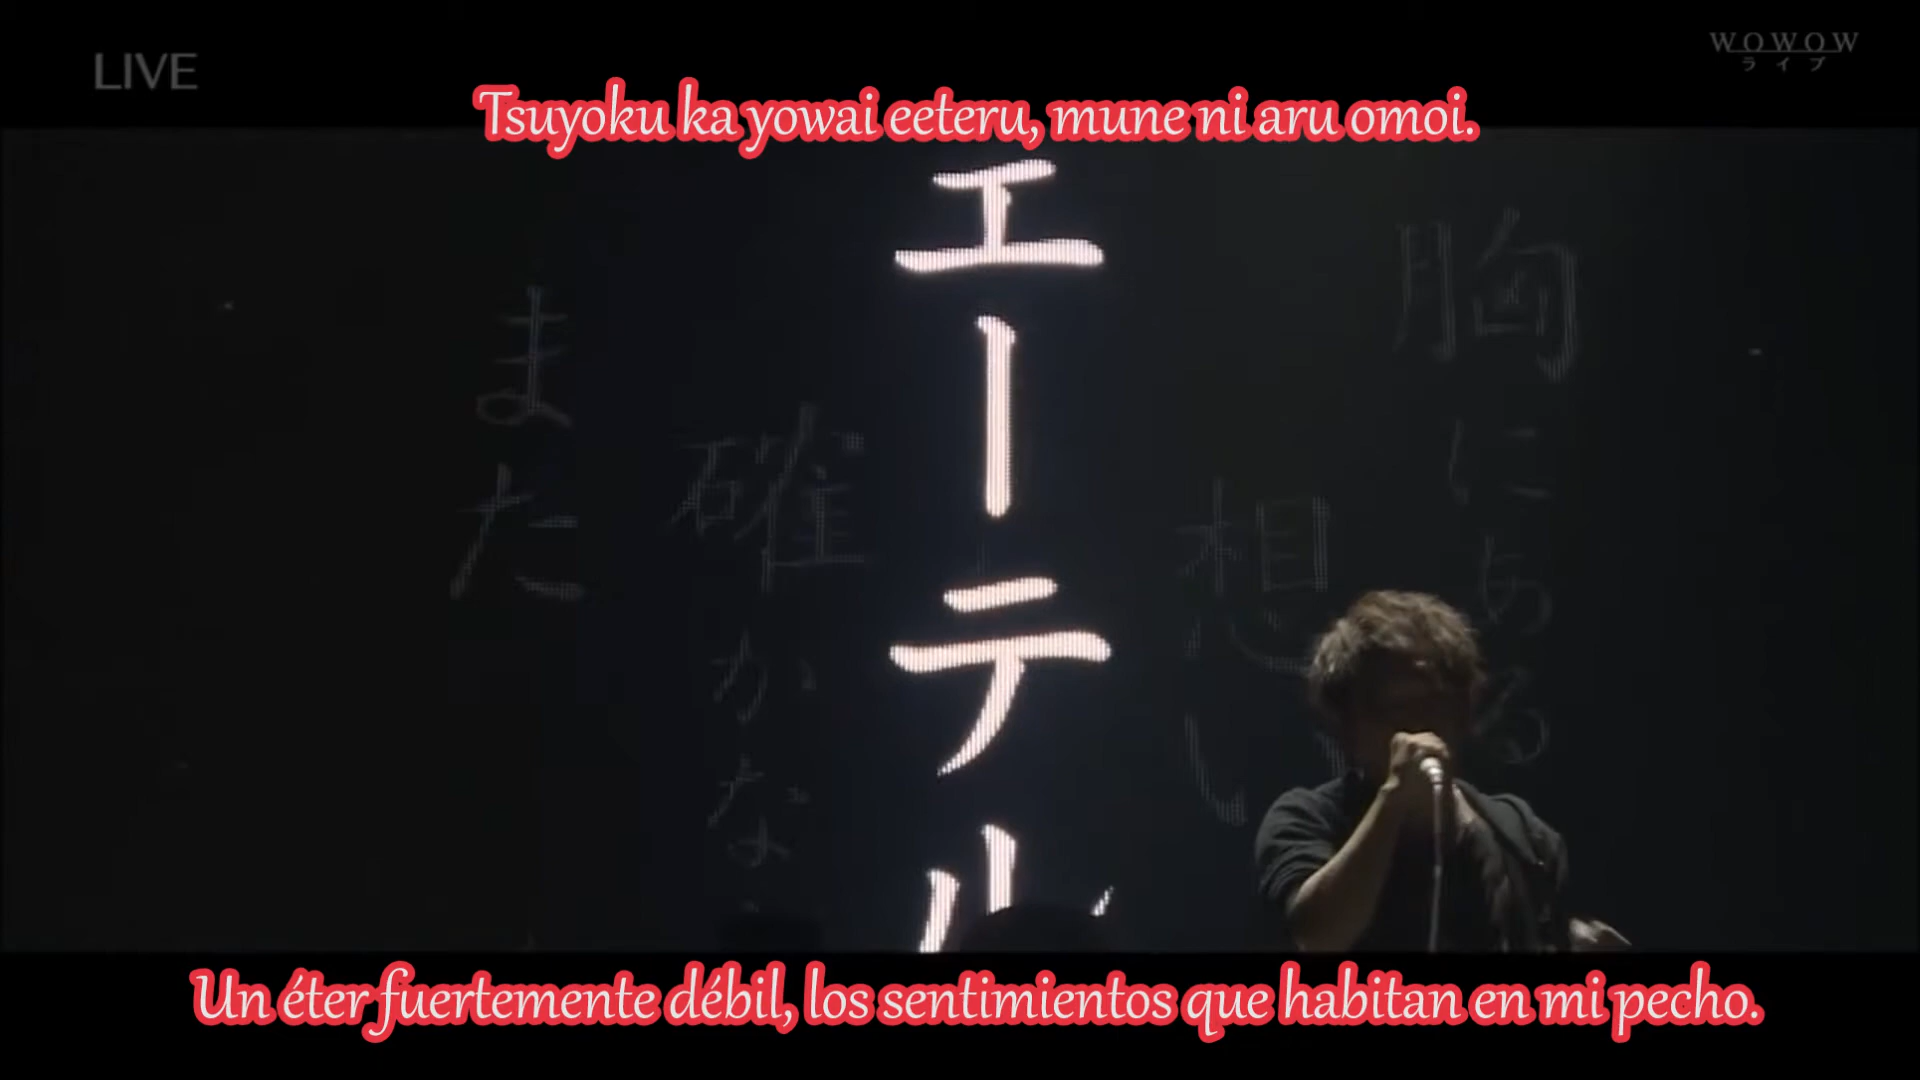 LIVE
WOWOW
ライブ
Tsuyoku ka yowai eeteru, mune ni aru omoi.
胸にある
想い
エーテル
確かな
また
Un éter fuertemente débil, los sentimientos que habitan en mi pecho.